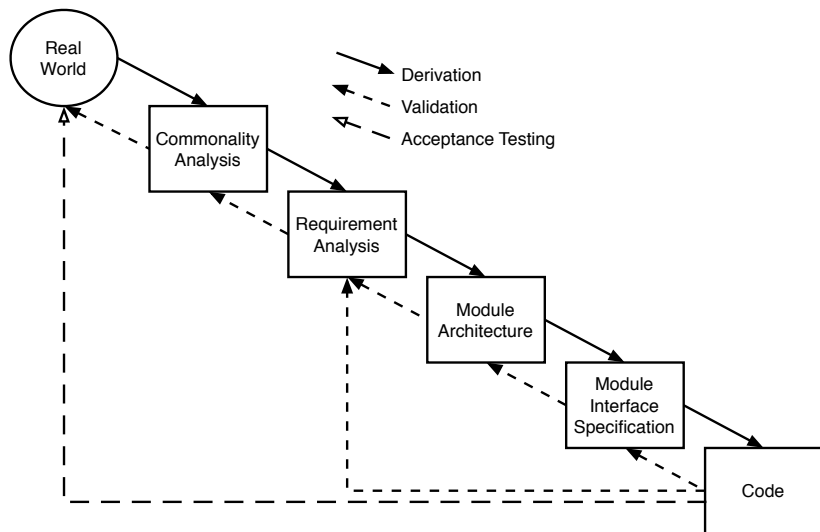 Real
World
Derivation
Validation
Acceptance Testing
Commonality
Analysis
Requirement
Analysis
Module
Architecture
Module
Interface
Specification
Code